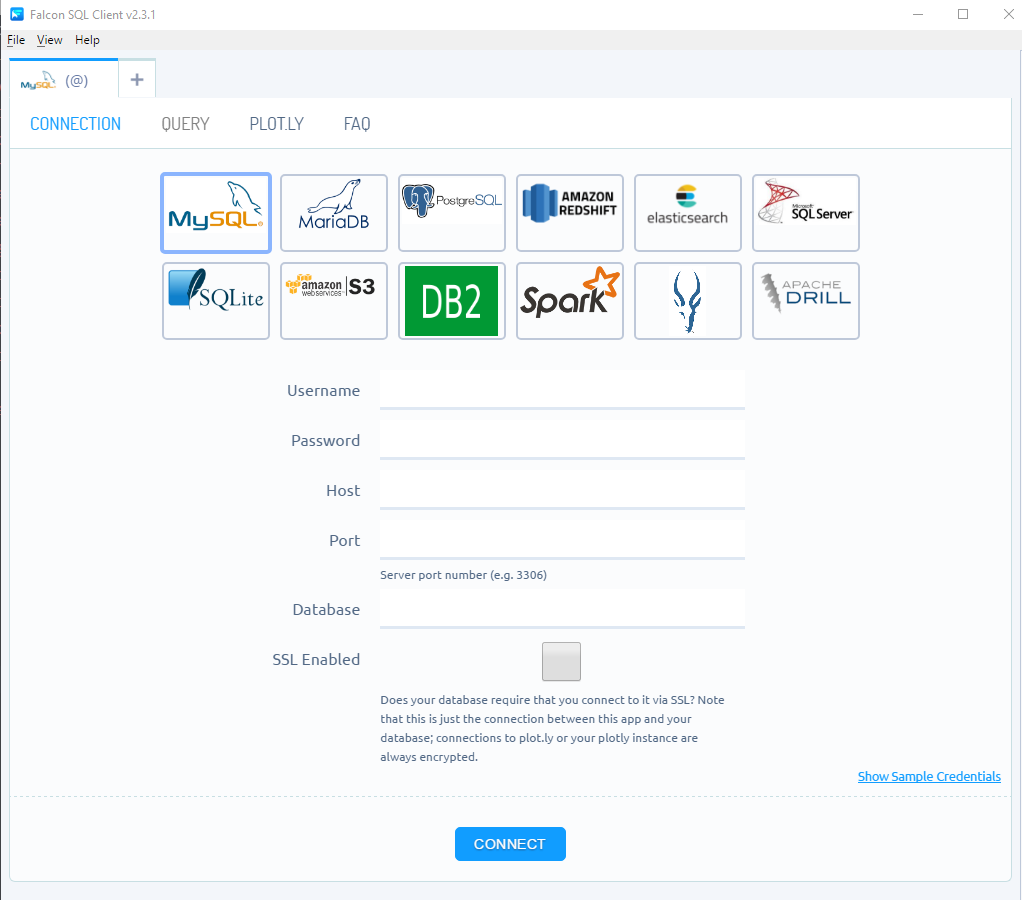 Falcon SQL Client v2.3.1
File View Help
MySQL (@) +
CONNECTION QUERY PLOT.LY FAQ
MySQL®
MariaDB
PostgreSQL
AMAZON
REDSHIFT
elasticsearch
Microsoft
SQL Server
SQLite
amazon
web services
S3
DB2
Spark
APACHE
DRILL
Username
Password
Host
Port
Server port number (e.g. 3306)
Database
SSL Enabled
Does your database require that you connect to it via SSL? Note
that this is just the connection between this app and your
database; connections to plot.ly or your plotly instance are
always encrypted.
Show Sample Credentials
CONNECT